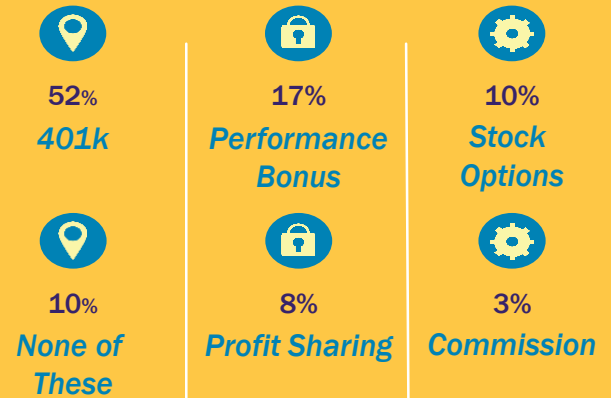 52%
401k
17%
Performance
Bonus
10%
Stock
Options
10%
None of
These
8%
Profit Sharing
3%
Commission